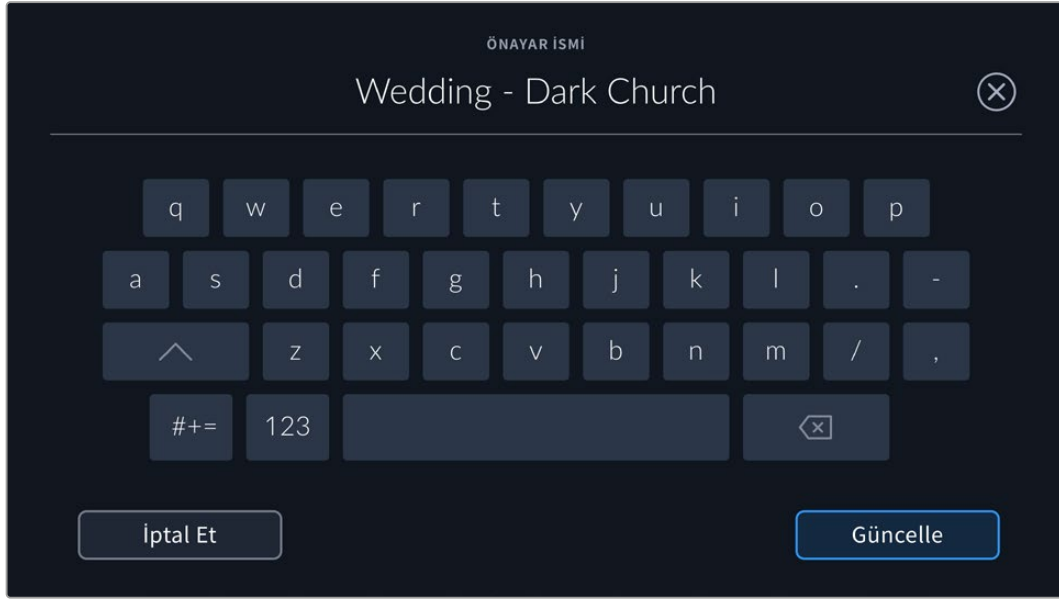 ÖNAYAR İSMİ
Wedding - Dark Church
q w e r t y u i o p
a s d f g h j k l . -
z x c v b n m / ,
#+= 123
İptal Et Güncelle